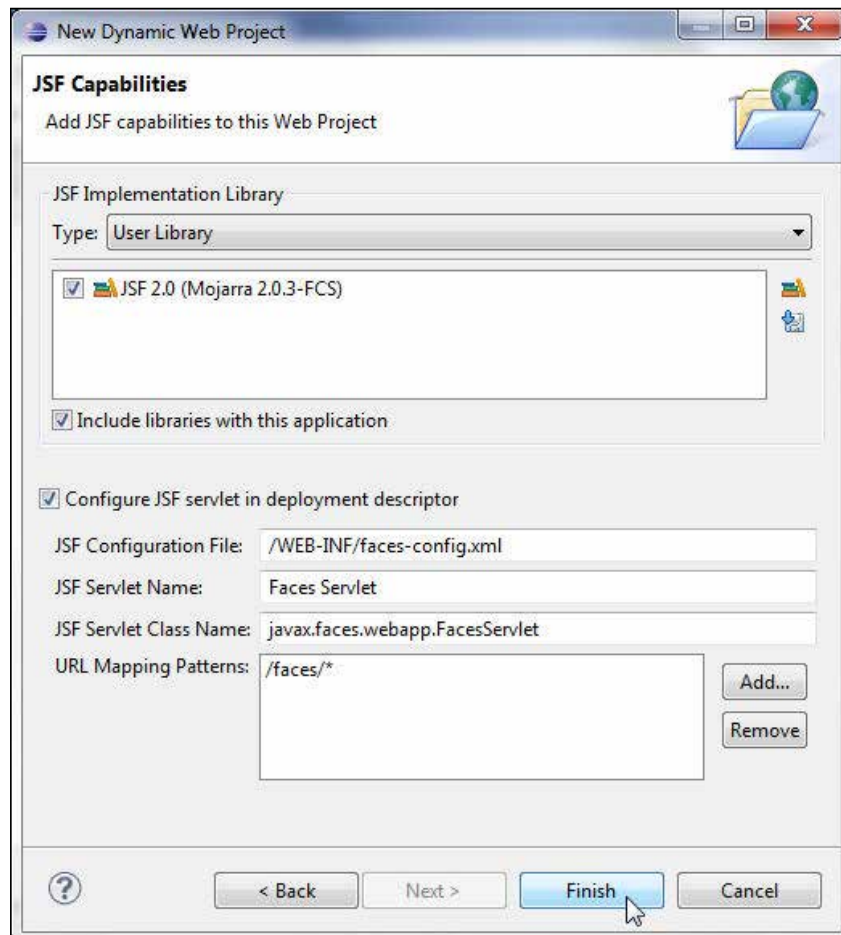 New Dynamic Web Project
JSF Capabilities
Add JSF capabilities to this Web Project
JSF Implementation Library
Type: User Library
JSF 2.0 (Mojarra 2.0.3-FCS)
Include libraries with this application
Configure JSF servlet in deployment descriptor
JSF Configuration File: /WEB-INF/faces-config.xml
JSF Servlet Name: Faces Servlet
JSF Servlet Class Name: javax.faces.webapp.FacesServlet
URL Mapping Patterns: /faces/*
Add...
Remove
? < Back Next > Finish Cancel